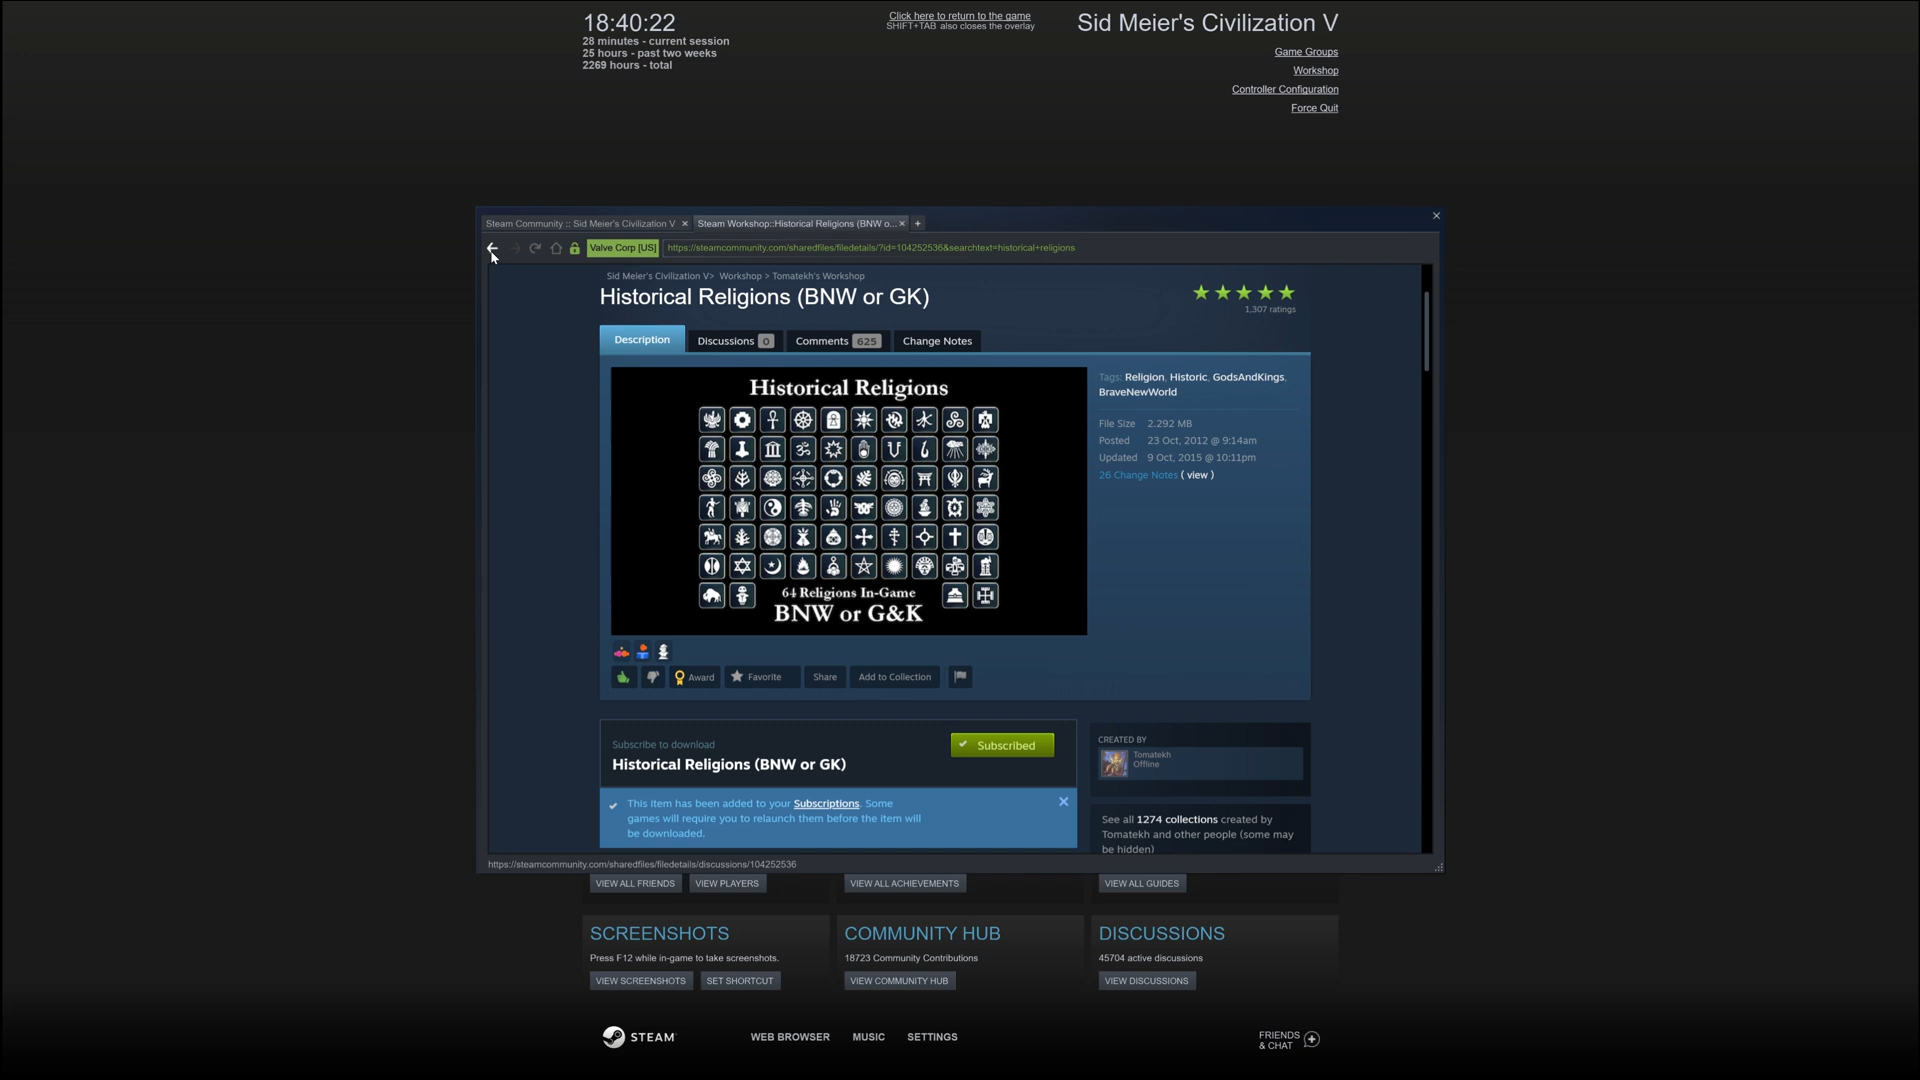 18:40:22
28 minutes - current session
25 hours - past two weeks
2269 hours - total
Click here to return to the game
SHIFT+TAB also closes the overlay
Sid Meier's Civilization V
Game Groups
Workshop
Controller Configuration
Force Quit
Steam Community :: Sid Meier's Civilization V × Steam Workshop::Historical Religions (BNW o... × +
Valve Corp [US] https://steamcommunity.com/sharedfiles/filedetails/?id=104252536&searchtext=historical+religions
Sid Meier's Civilization V> Workshop > Tomatekh's Workshop
Historical Religions (BNW or GK)
1,307 ratings
Description Discussions 0 Comments 625 Change Notes
Historical Religions
64 Religions In-Game
BNW or G&K
Tags: Religion, Historic, GodsAndKings,
BraveNewWorld
File Size 2.292 MB
Posted 23 Oct, 2012 @ 9:14am
Updated 9 Oct, 2015 @ 10:11pm
26 Change Notes ( view )
Award Favorite Share Add to Collection
Subscribe to download
Historical Religions (BNW or GK)
Subscribed
This item has been added to your Subscriptions. Some
games will require you to relaunch them before the item will
be downloaded.
CREATED BY
Tomatekh
Offline
See all 1274 collections created by
Tomatekh and other people (some may
be hidden)
https://steamcommunity.com/sharedfiles/filedetails/discussions/104252536
VIEW ALL FRIENDS VIEW PLAYERS VIEW ALL ACHIEVEMENTS VIEW ALL GUIDES
SCREENSHOTS
Press F12 while in-game to take screenshots.
VIEW SCREENSHOTS SET SHORTCUT
COMMUNITY HUB
18723 Community Contributions
VIEW COMMUNITY HUB
DISCUSSIONS
45704 active discussions
VIEW DISCUSSIONS
STEAM WEB BROWSER MUSIC SETTINGS
FRIENDS
& CHAT